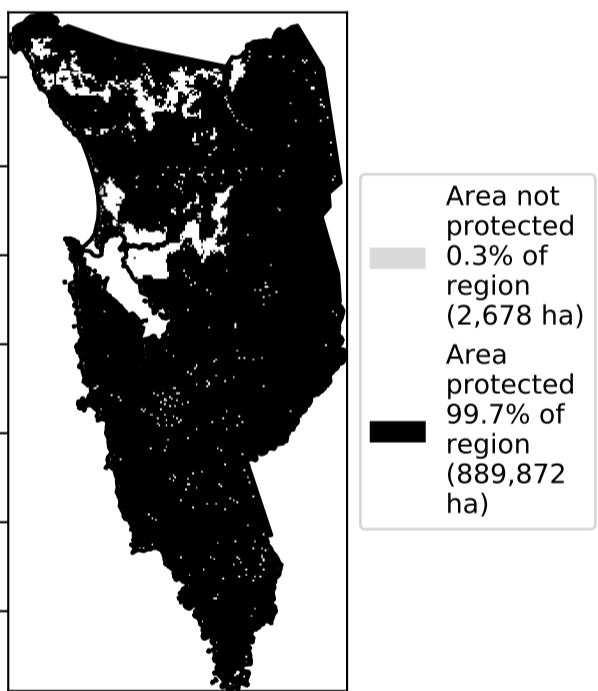 Area not
protected
0.3% of
region
(2,678 ha)
Area
protected
99.7% of
region
(889,872
ha)